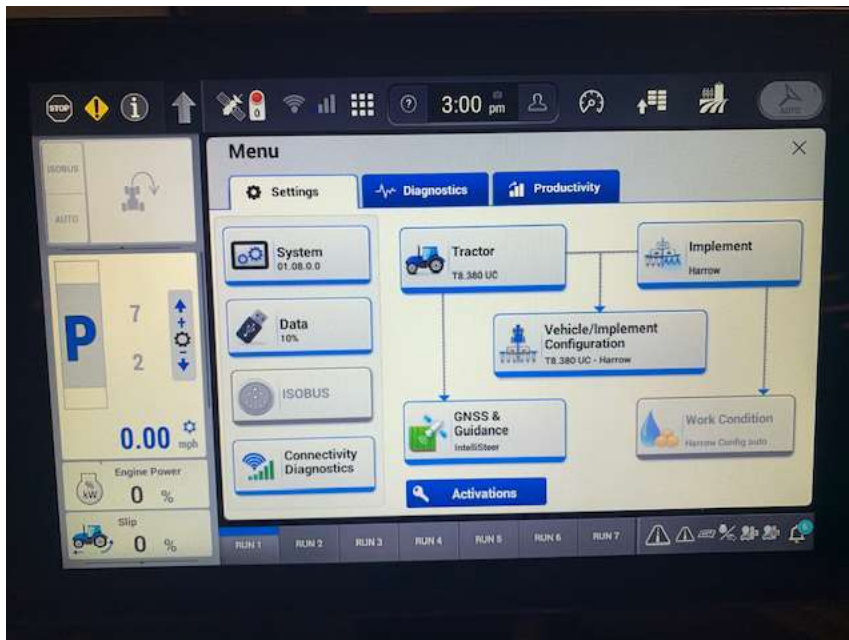 STOP
0
?
3:00 pm
AUTO
ISOBUS
AUTO
Menu
Settings
Diagnostics
Productivity
System
01.08.0.0
Tractor
T8.380 UC
Implement
Harrow
Data
10%
Vehicle/Implement
Configuration
T8.380 UC - Harrow
ISOBUS
GNSS &
Guidance
IntelliSteer
Work Condition
Harrow Config auto
Connectivity
Diagnostics
Activations
P
7
2
0.00 mph
Engine Power
% kW
0 %
Slip
0 %
RUN 1
RUN 2
RUN 3
RUN 4
RUN 5
RUN 6
RUN 7